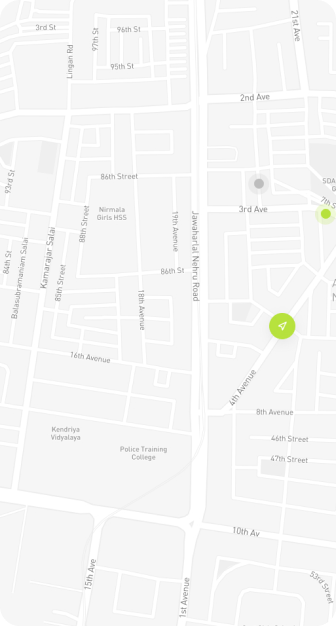 3rd St
Lingan Rd
97th St
96th St
95th St
21st Ave
2nd Ave
86th Street
93rd St
Nirmala
Girls HSS
88th Street
19th Avenue
Jawaharlal Nehru Road
3rd Ave
SDA
7th S
84th St
Balasubramaniam Salai
Kamarajar Salai
85th Street
86th St
18th Avenue
16th Avenue
4th Avenue
8th Avenue
Kendriya
Vidyalaya
Police Training
College
46th Street
47th Street
10th Av
15th Ave
1st Avenue
53rd Street